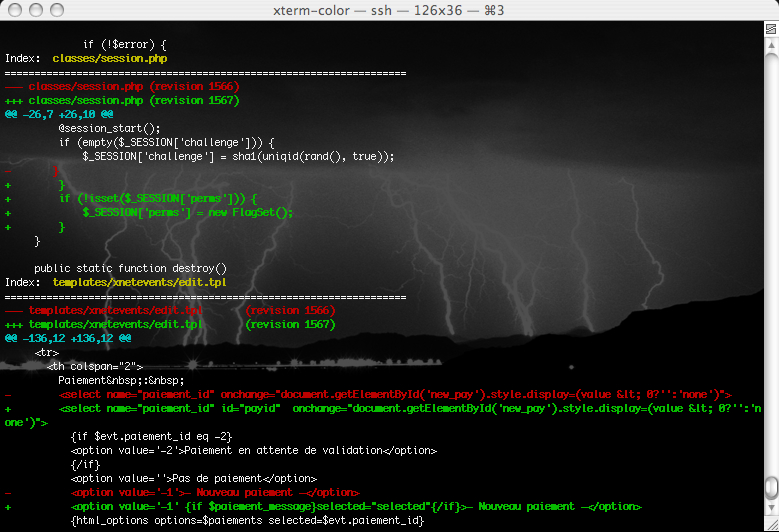 xterm-color — ssh — 126x36 — ⌘3
            if (!$error) {
Index:  classes/session.php
===================================================================
--- classes/session.php (revision 1566)
+++ classes/session.php (revision 1567)
@@ -26,7 +26,10 @@
         @session_start();
         if (empty($_SESSION['challenge'])) {
             $_SESSION['challenge'] = sha1(uniqid(rand(), true));
-        }
+        }
+        if (!isset($_SESSION['perms'])) {
+            $_SESSION['perms'] = new FlagSet();
+        }
     }

     public static function destroy()
Index:  templates/xnetevents/edit.tpl
===================================================================
--- templates/xnetevents/edit.tpl       (revision 1566)
+++ templates/xnetevents/edit.tpl       (revision 1567)
@@ -136,12 +136,12 @@
     <tr>
       <th colspan="2">
         Paiement&nbsp;:&nbsp;
-        <select name="paiement_id" onchange="document.getElementById('new_pay').style.display=(value &lt; 0?'':'none')">
+        <select name="paiement_id" id="payid"  onchange="document.getElementById('new_pay').style.display=(value &lt; 0?'':'n
one')">
           {if $evt.paiement_id eq -2}
           <option value='-2'>Paiement en attente de validation</option>
           {/if}
           <option value=''>Pas de paiement</option>
-          <option value='-1'>- Nouveau paiement -</option>
+          <option value='-1' {if $paiement_message}selected="selected"{/if}>- Nouveau paiement -</option>
           {html_options options=$paiements selected=$evt.paiement_id}